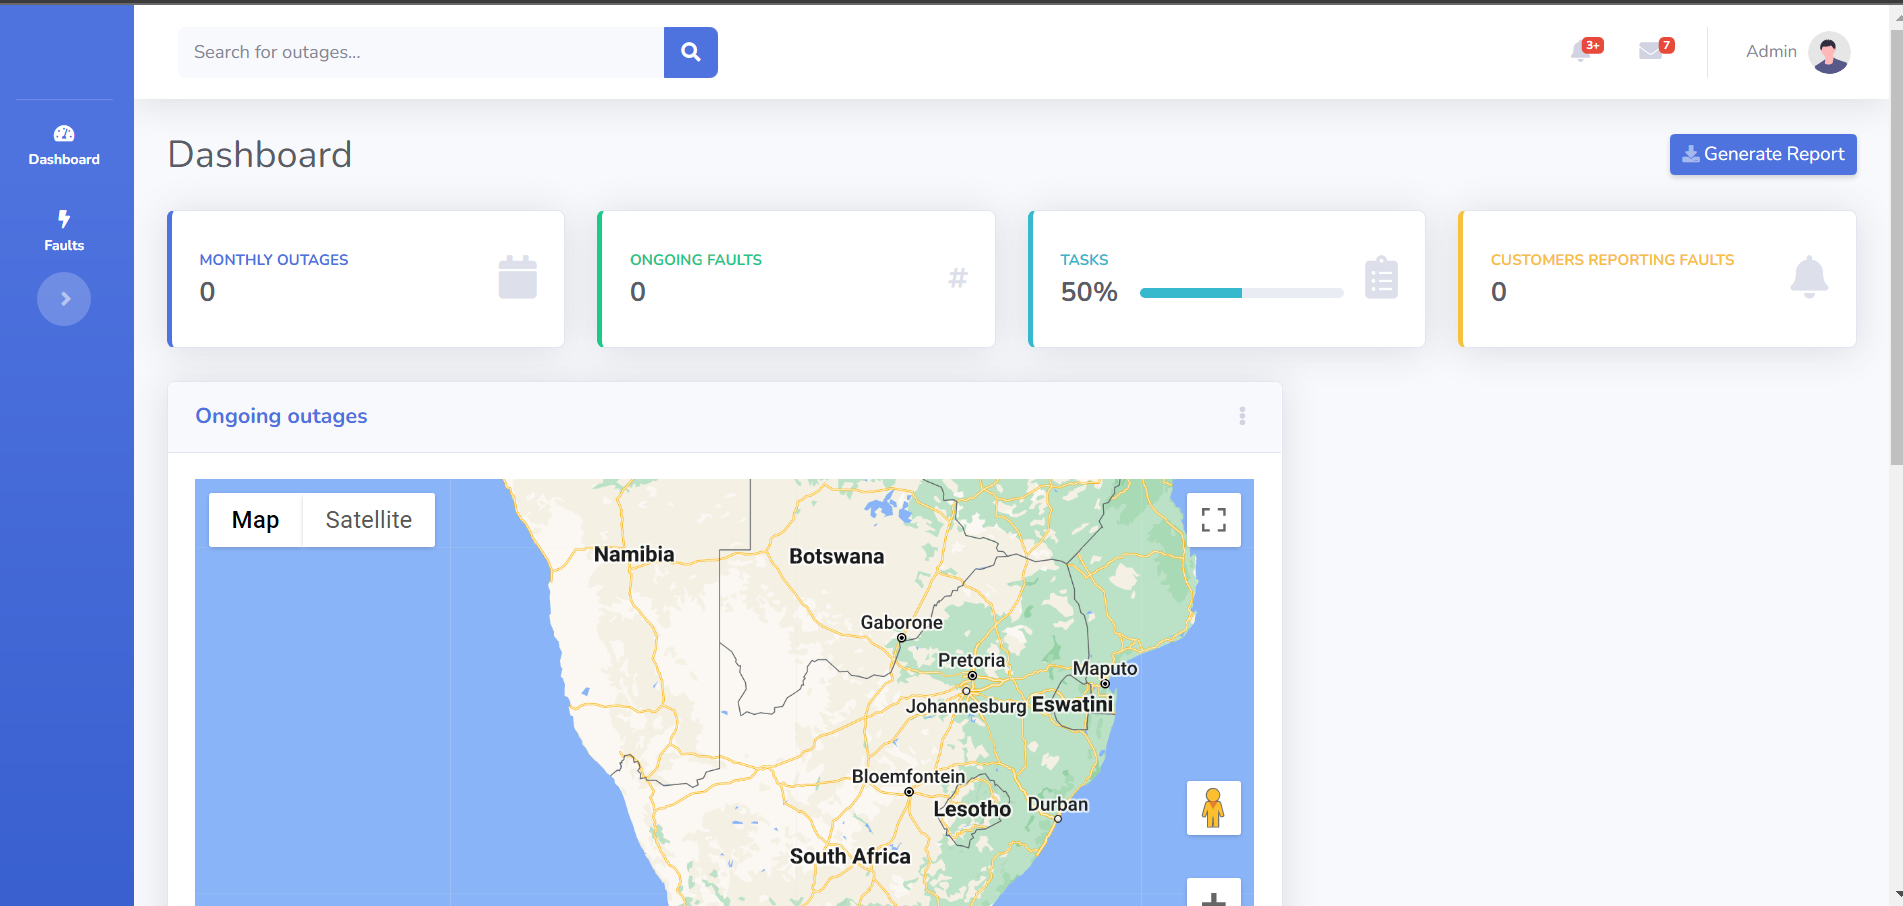 Search for outages...
3+
7
Admin
Dashboard
Faults
Dashboard
Generate Report
MONTHLY OUTAGES
0
ONGOING FAULTS
0
#
TASKS
50%
CUSTOMERS REPORTING FAULTS
0
Ongoing outages
Map
Satellite
Namibia
Botswana
Gaborone
Pretoria
Maputo
Johannesburg
Eswatini
Bloemfontein
Lesotho
Durban
South Africa